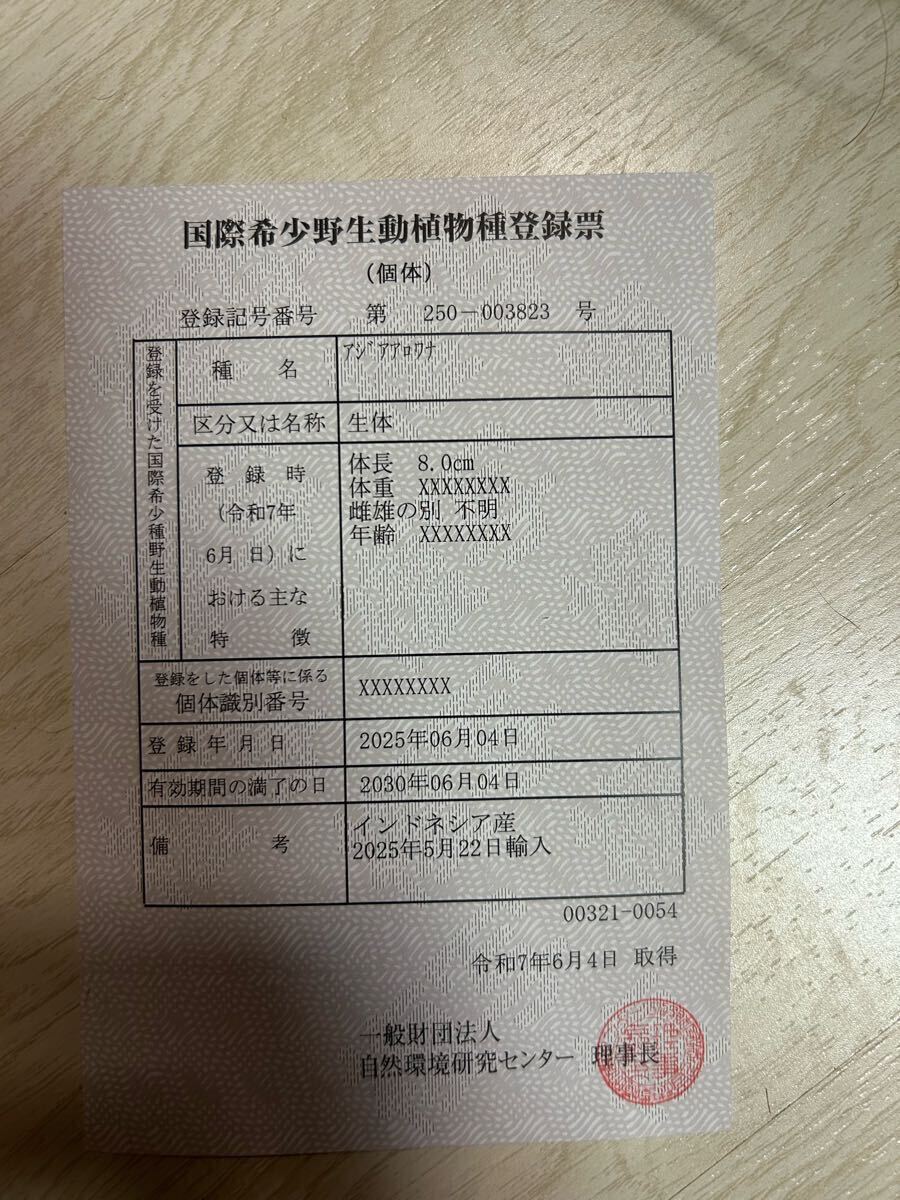 国際希少野生動植物種登録票
（個体）
登録記号番号 第 250－003823 号
登録を受けた国際希少種野生動植物種
種 名 ｱｼﾞｱｱﾛﾜﾅ
区分又は名称 生体
登 録 時
（令和7年
6月 日）に
おける主な
特 徴
体長 8.0cm
体重 XXXXXXXX
雌雄の別 不明
年齢 XXXXXXXX
登録をした個体等に係る
個体識別番号 XXXXXXXX
登 録 年 月 日 2025年06月04日
有効期間の満了の日 2030年06月04日
備 考
インドネシア産
2025年5月22日輸入
00321-0054
令和7年6月4日 取得
一般財団法人
自然環境研究センター 理事長